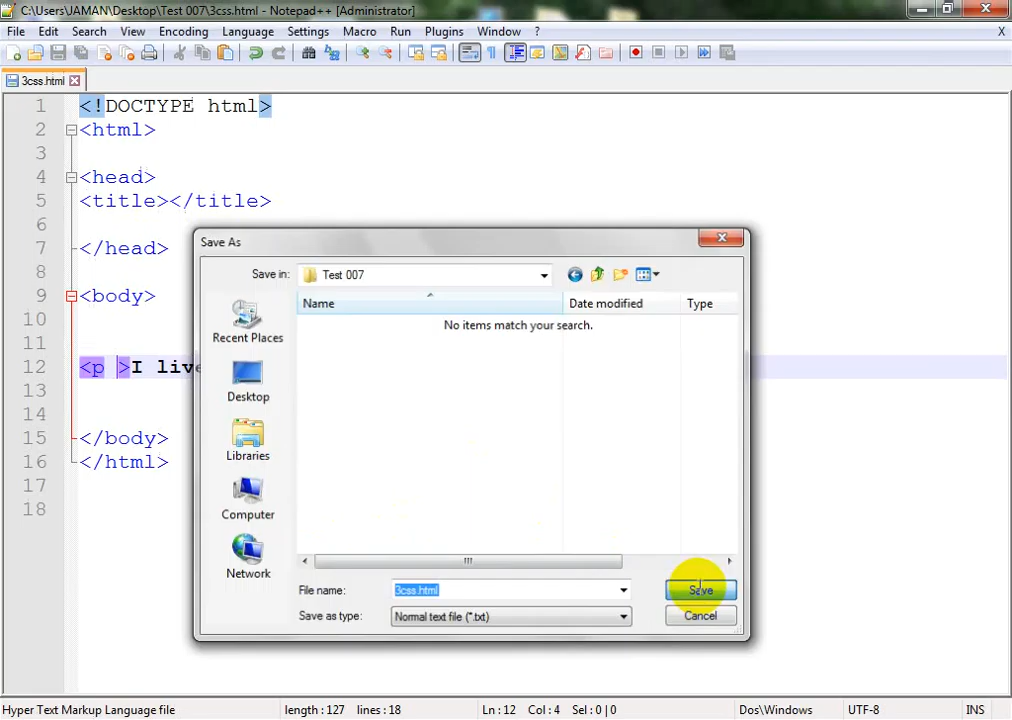 C:\Users\JAMAN\Desktop\Test 007\3css.html - Notepad++ [Administrator]
File Edit Search View Encoding Language Settings Macro Run Plugins Window ? X
3css.html
1 <!DOCTYPE html>
2 <html>
3
4 <head>
5 <title></title>
6
7 </head>
8
9 <body>
10
11
12 <p >I live
13
14
15 </body>
16 </html>
17
18
Save As
Save in: Test 007
Name Date modified Type
No items match your search.
Recent Places
Desktop
Libraries
Computer
Network
File name: 3css.html Save
Save as type: Normal text file (*.txt) Cancel
Hyper Text Markup Language file length : 127 lines : 18 Ln : 12 Col : 4 Sel : 0 | 0 Dos\Windows UTF-8 INS